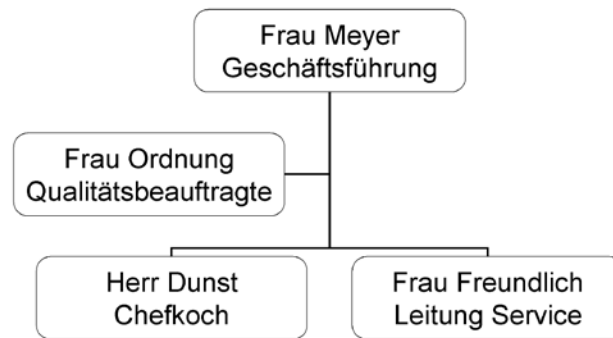 Frau Meyer
Geschäftsführung
Frau Ordnung
Qualitätsbeauftragte
Herr Dunst
Chefkoch
Frau Freundlich
Leitung Service